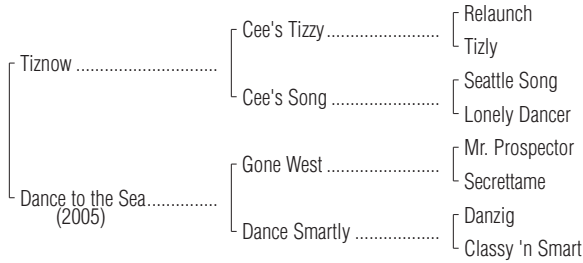 Relaunch
Cee's Tizzy........................
Tizly
Tiznow ..............................
Seattle Song
Cee's Song .......................
Lonely Dancer
Mr. Prospector
Gone West ........................
Secrettame
Dance to the Sea...............
(2005)
Danzig
Dance Smartly ..................
Classy 'n Smart